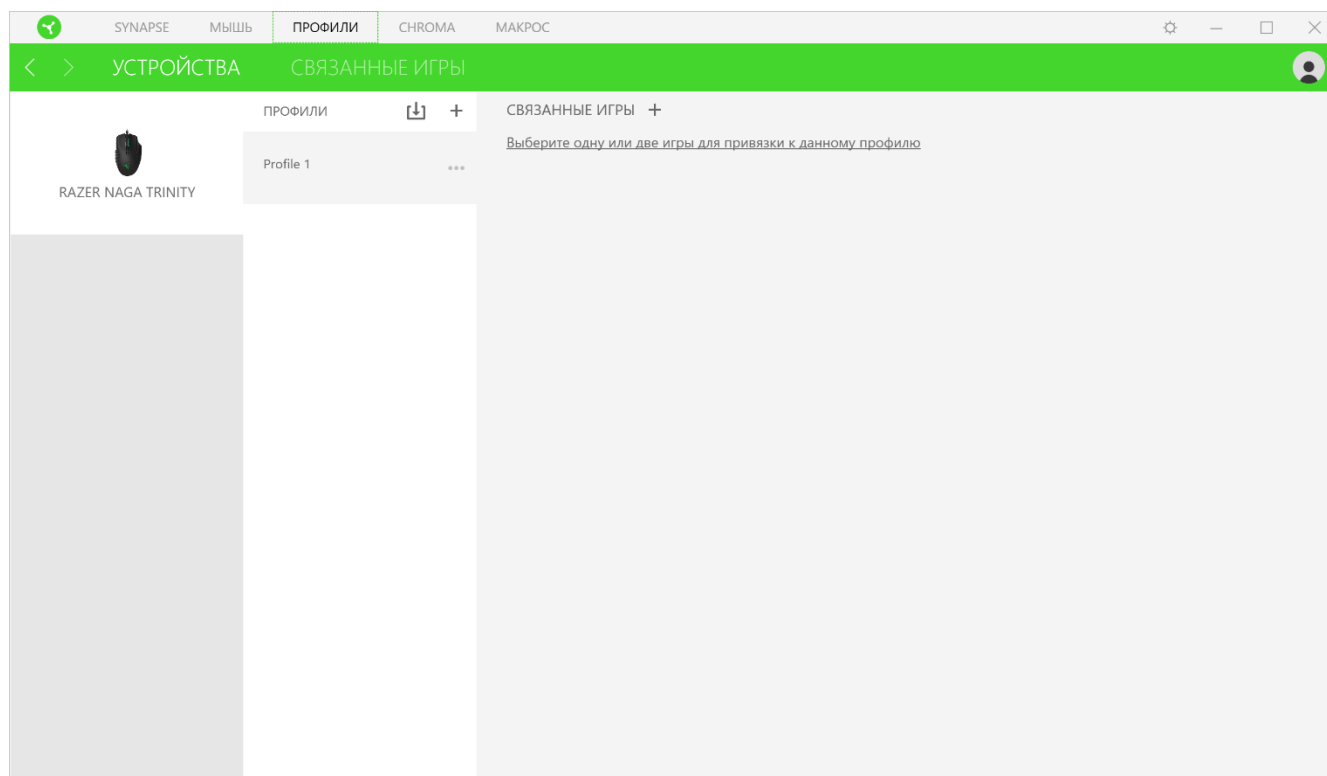 SYNAPSE МЫШЬ ПРОФИЛИ CHROMA МАКРОС
УСТРОЙСТВА СВЯЗАННЫЕ ИГРЫ
RAZER NAGA TRINITY
ПРОФИЛИ
Profile 1
СВЯЗАННЫЕ ИГРЫ
Выберите одну или две игры для привязки к данному профилю